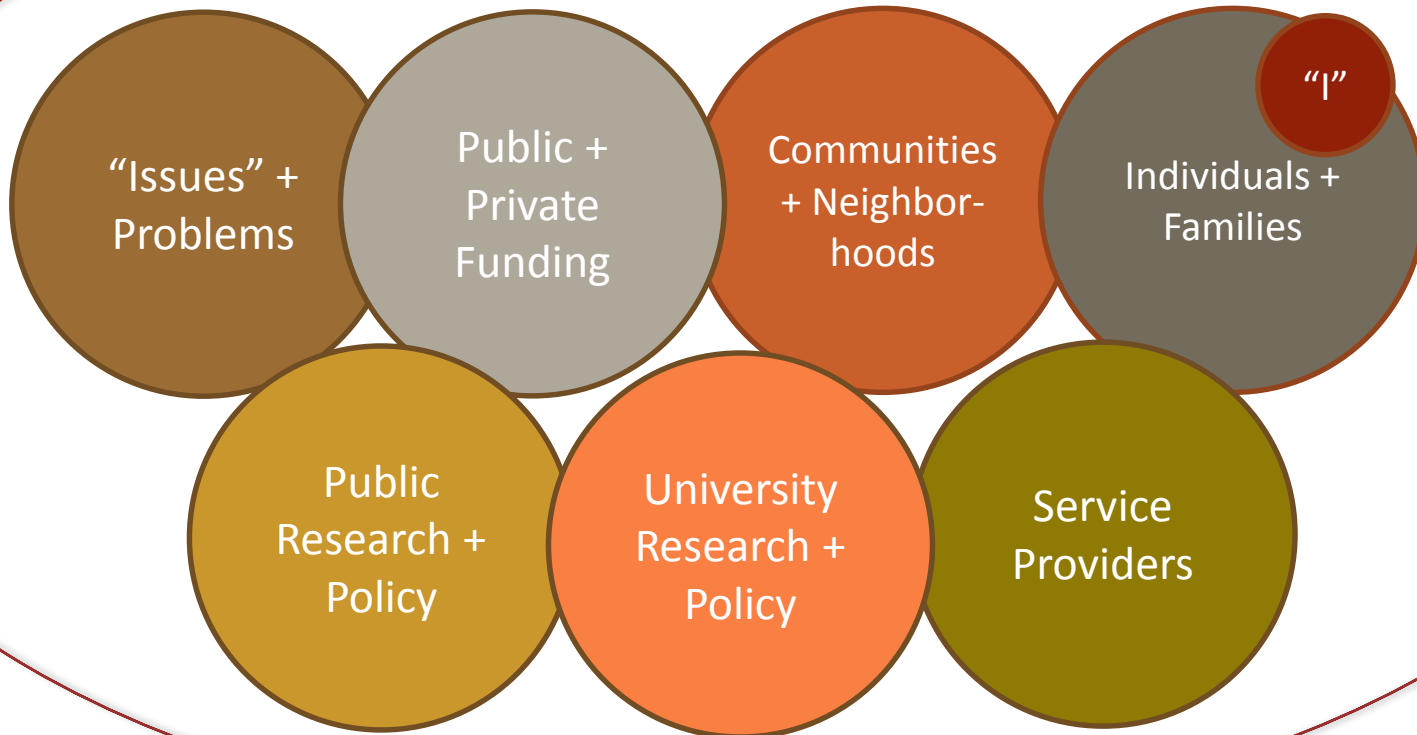 “Issues” +
Problems
Public +
Private
Funding
Communities
+ Neighbor-
hoods
“I”
Individuals +
Families
Public
Research +
Policy
University
Research +
Policy
Service
Providers